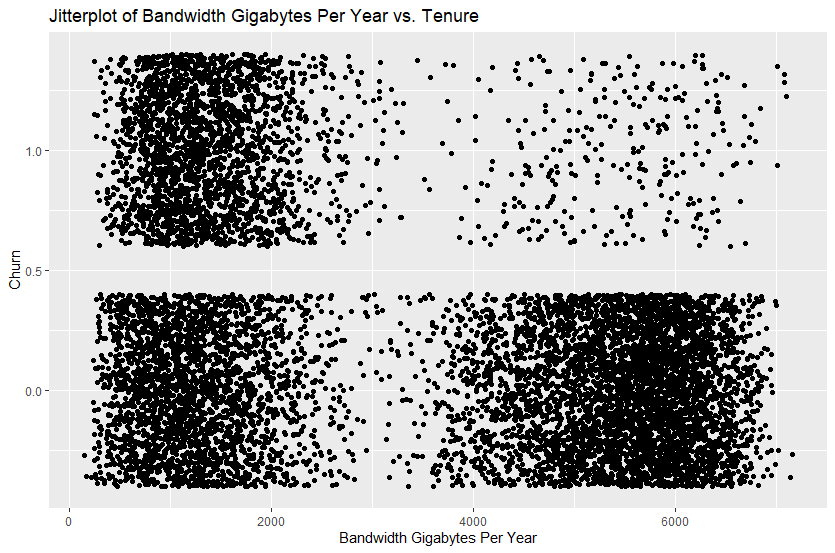 Jitterplot of Bandwidth Gigabytes Per Year vs. Tenure
1.0
0.5
0.0
Churn
0 2000 4000 6000
Bandwidth Gigabytes Per Year